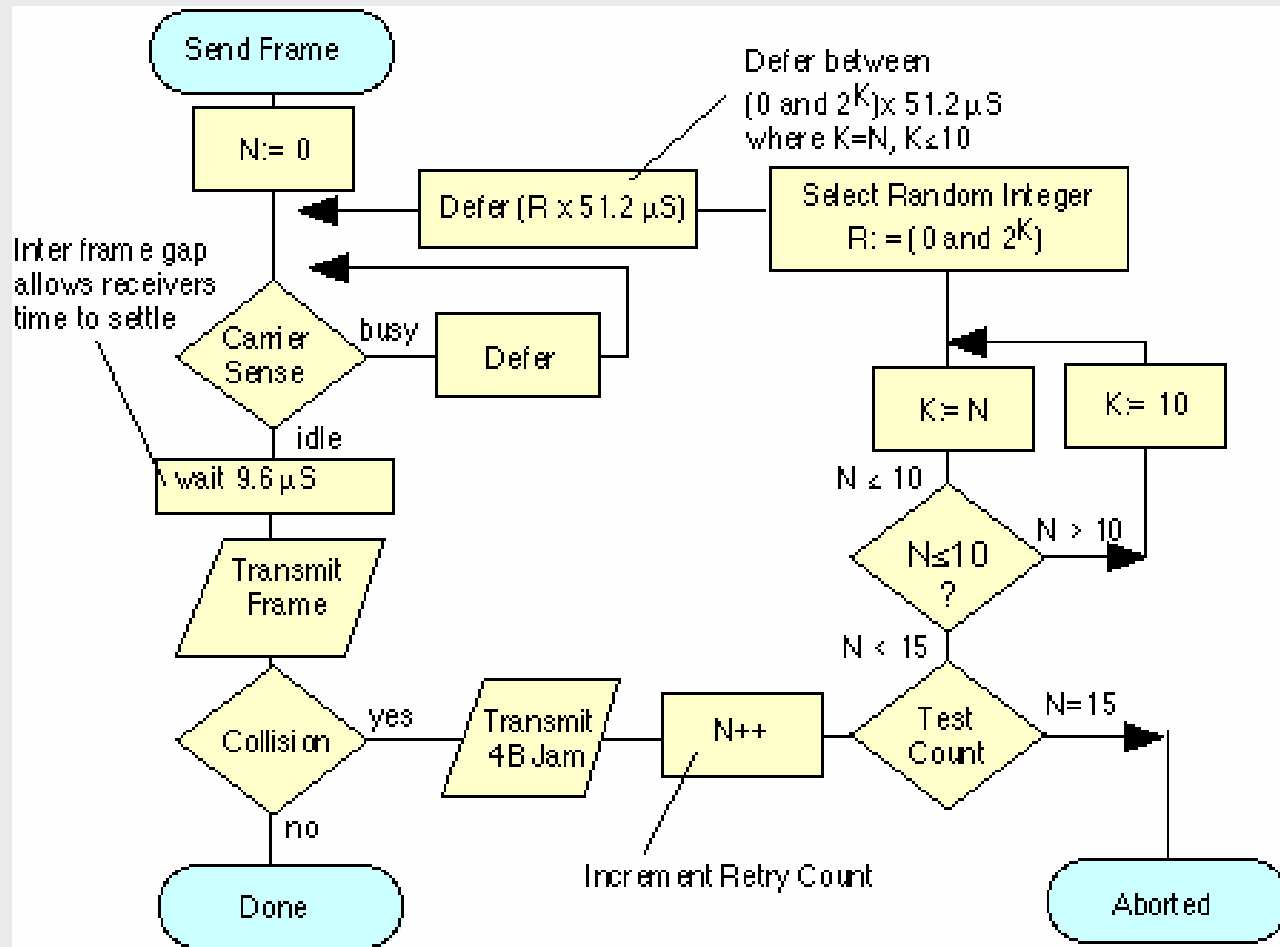 Send Frame
N:= 0
Defer between
(0 and 2^K)x 51.2 µS
where K=N, K≤10
Defer (R x 51.2 µS)
Select Random Integer
R: =( 0 and 2^K)
Inter frame gap
allows receivers
time to settle
Carrier
Sense
busy
Defer
idle
wait 9.6 µS
K:= N
K:= 10
N ≤ 10
N > 10
N≤10
?
Transmit
Frame
N < 15
Collision
yes
Transmit
4B Jam
N++
Test
Count
N=15
no
Increment Retry Count
Done
Aborted